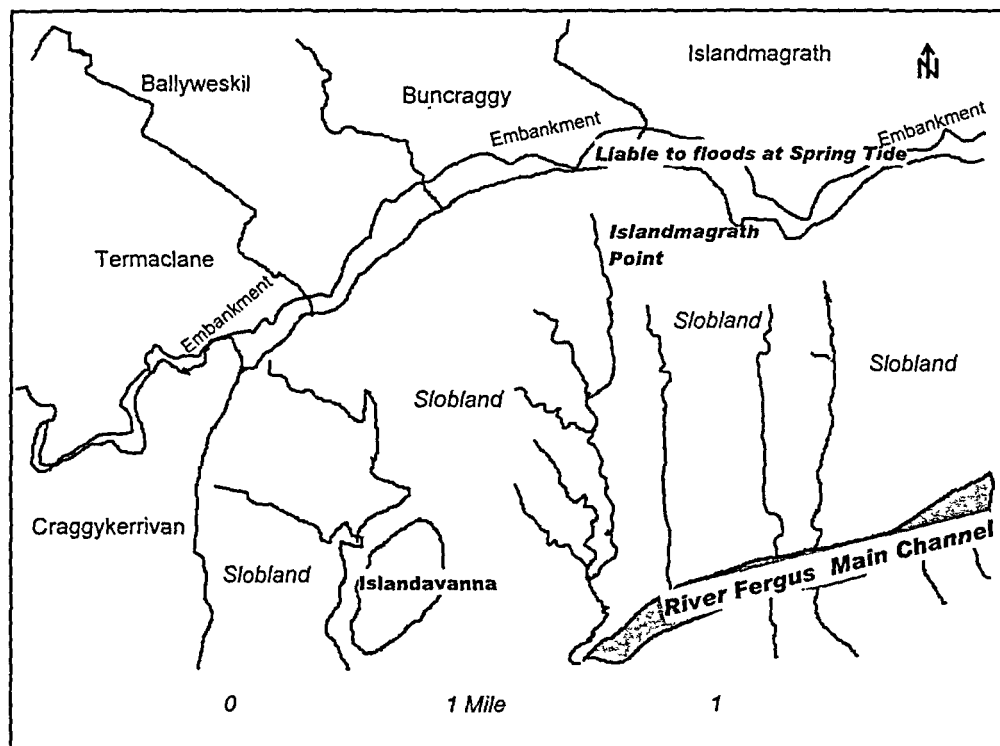 Islandmagrath
N
Ballyweskil
Buncraggy
Embankment
Embankment
Liable to floods at Spring Tide
Islandmagrath
Point
Termaclane
Embankment
Slobland
Slobland
Slobland
Craggykerrivan
Slobland
Islandavanna
River Fergus Main Channel
0 1 Mile 1